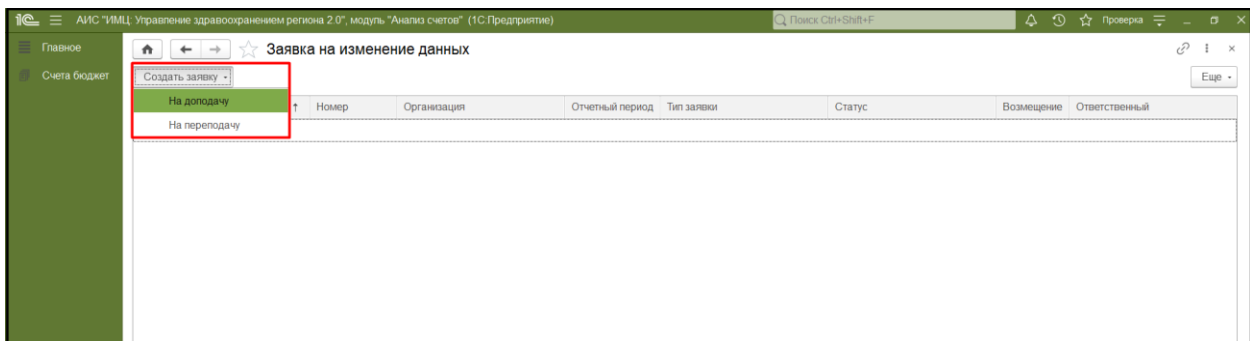 1С АИС "ИМЦ: Управление здравоохранением региона 2.0", модуль "Анализ счетов" (1С:Предприятие) Поиск Ctrl+Shift+F Проверка
Главное Заявка на изменение данных
Счета бюджет Создать заявку Еще
На доподачу Номер Организация Отчетный период Тип заявки Статус Возмещение Ответственный
На переподачу